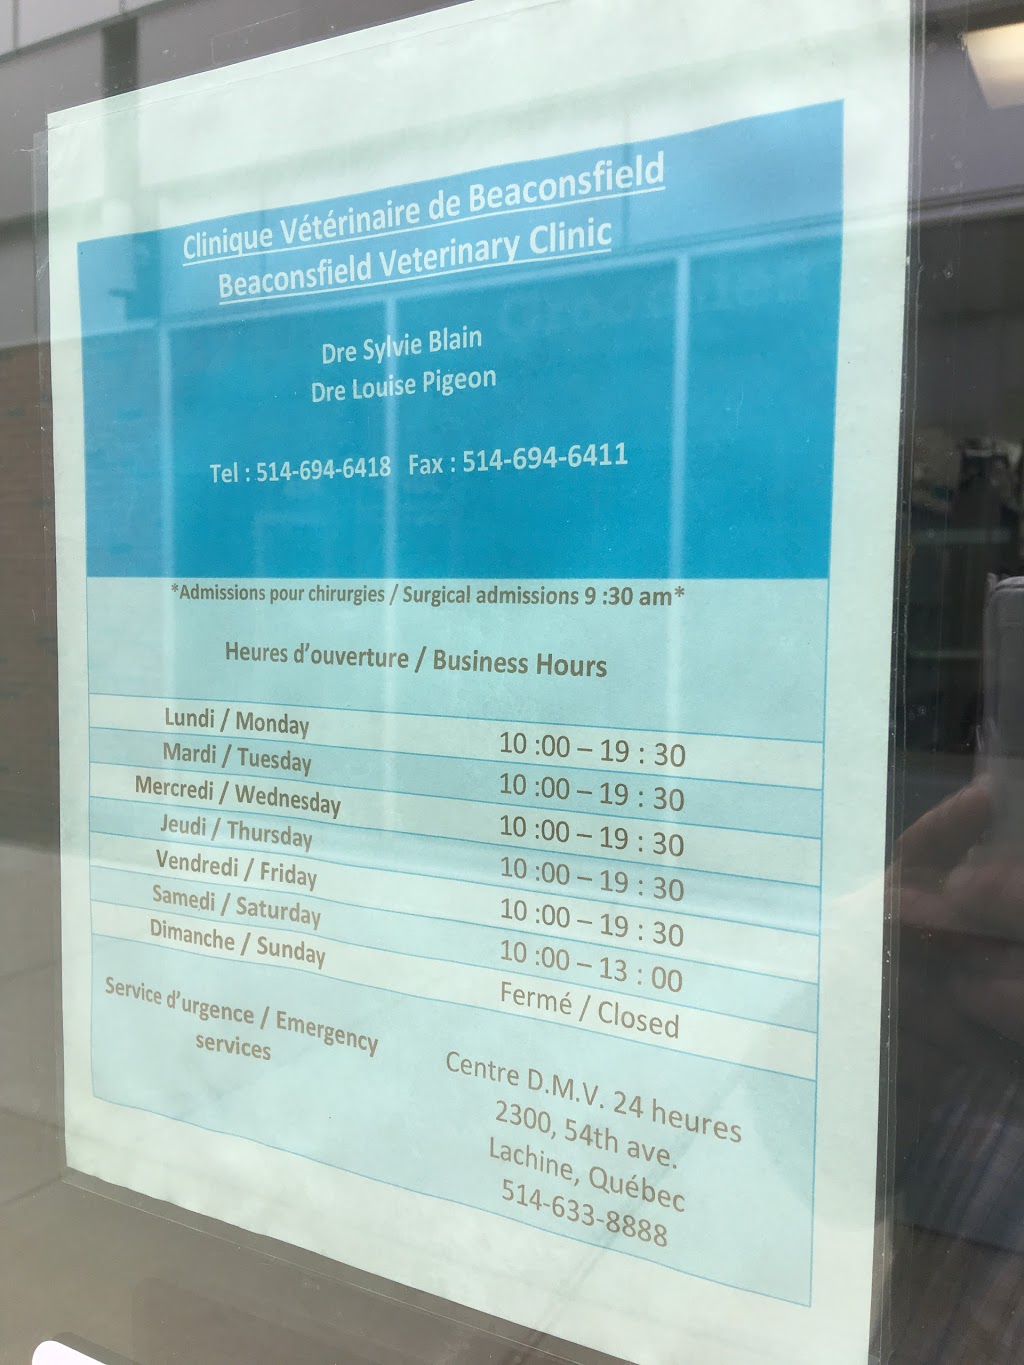 Clinique Vétérinaire de Beaconsfield
Beaconsfield Veterinary Clinic
Dre Sylvie Blain
Dre Louise Pigeon
Tel : 514-694-6418 Fax : 514-694-6411
*Admissions pour chirurgies / Surgical admissions 9 :30 am*
Heures d'ouverture / Business Hours
Lundi / Monday 10 :00 – 19 : 30
Mardi / Tuesday 10 :00 – 19 : 30
Mercredi / Wednesday 10 :00 – 19 : 30
Jeudi / Thursday 10 :00 – 19 : 30
Vendredi / Friday 10 :00 – 19 : 30
Samedi / Saturday 10 :00 – 13 : 00
Dimanche / Sunday Fermé / Closed
Service d'urgence / Emergency
services
Centre D.M.V. 24 heures
2300, 54th ave.
Lachine, Québec
514-633-8888